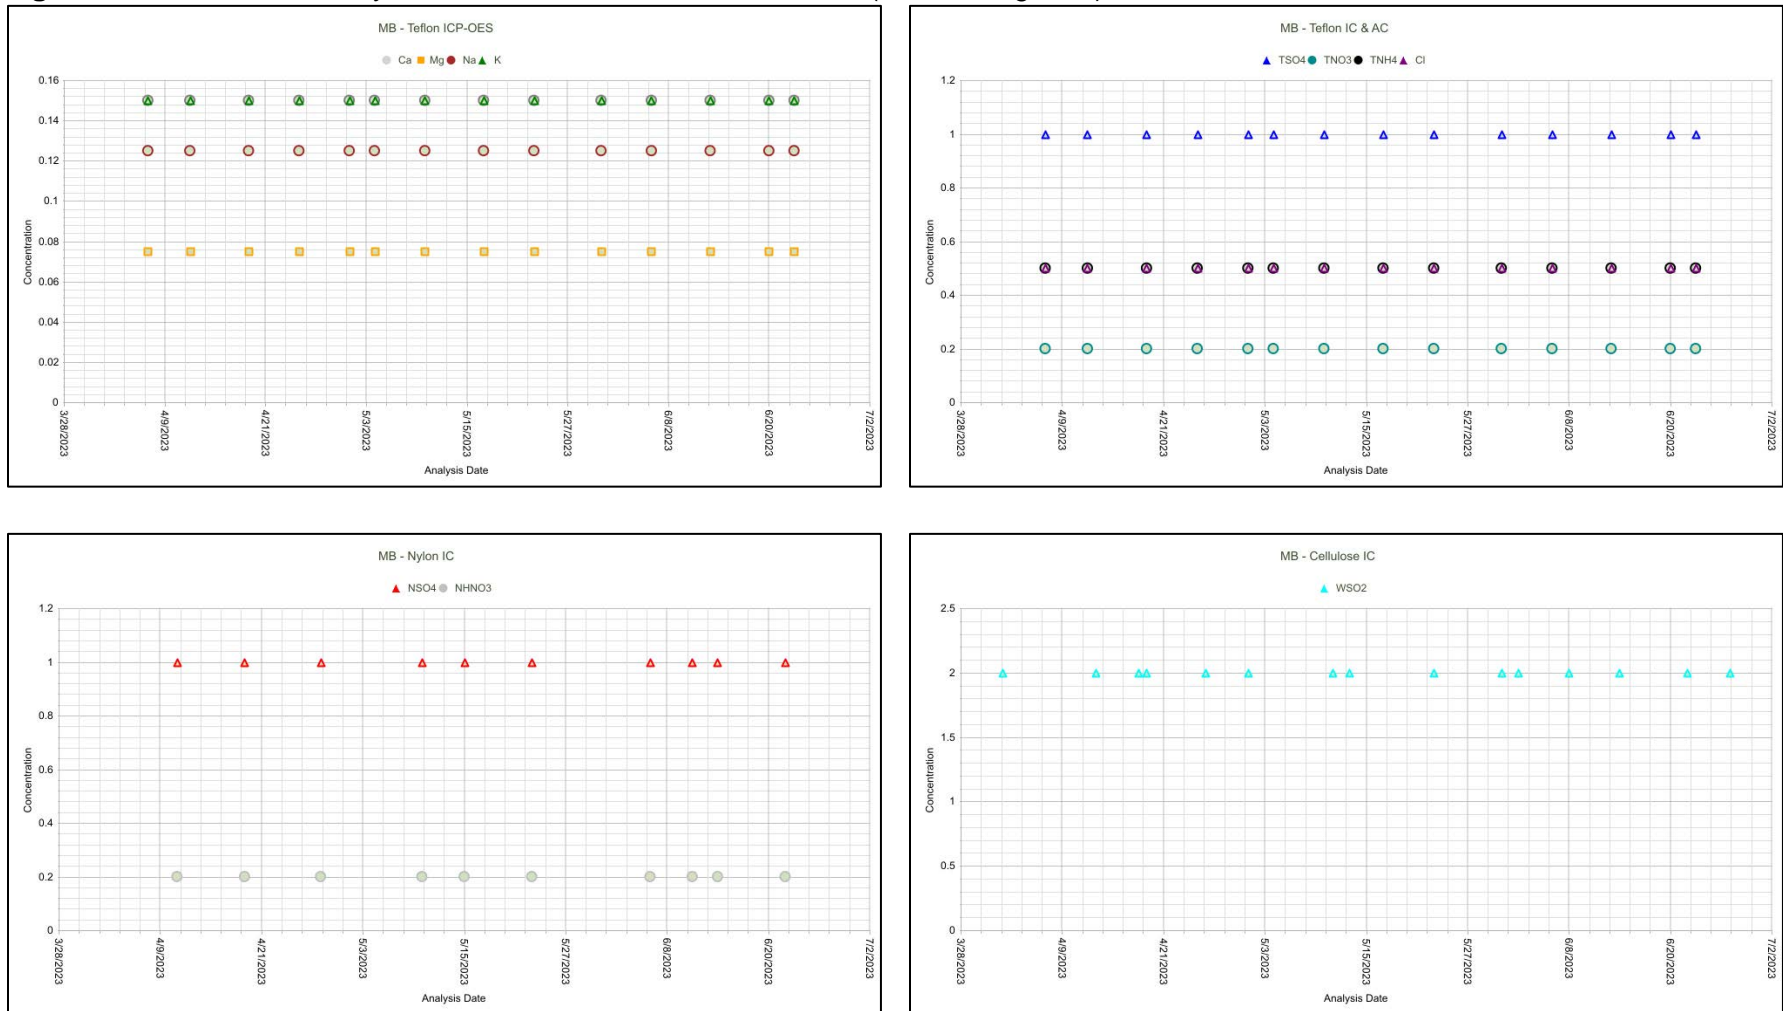 MB - Teflon ICP-OES
Ca Mg Na K
0.16
0.14
0.12
0.1
0.08
0.06
0.04
0.02
0
Concentration
3/28/2023 4/9/2023 4/21/2023 5/3/2023 5/15/2023 5/27/2023 6/8/2023 6/20/2023 7/2/2023
Analysis Date
MB - Teflon IC & AC
TSO4 TNO3 TNH4 Cl
1.2
1
0.8
0.6
0.4
0.2
0
Concentration
3/28/2023 4/9/2023 4/21/2023 5/3/2023 5/15/2023 5/27/2023 6/8/2023 6/20/2023 7/2/2023
Analysis Date
MB - Nylon IC
NSO4 NHNO3
1.2
1
0.8
0.6
0.4
0.2
0
Concentration
3/28/2023 4/9/2023 4/21/2023 5/3/2023 5/15/2023 5/27/2023 6/8/2023 6/20/2023 7/2/2023
Analysis Date
MB - Cellulose IC
WSO2
2.5
2
1.5
1
0.5
0
Concentration
3/28/2023 4/9/2023 4/21/2023 5/3/2023 5/15/2023 5/27/2023 6/8/2023 6/20/2023 7/2/2023
Analysis Date